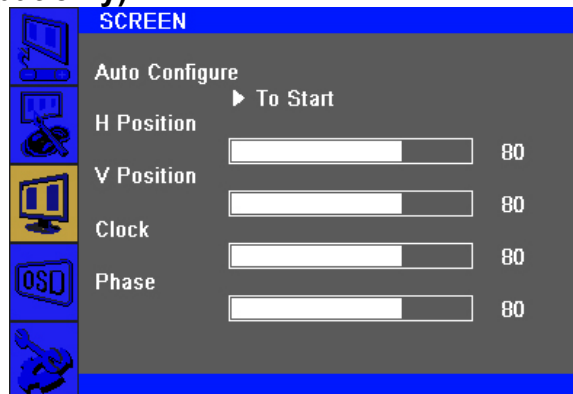 SCREEN
Auto Configure
To Start
H Position
80
V Position
80
Clock
80
Phase
80
OSD